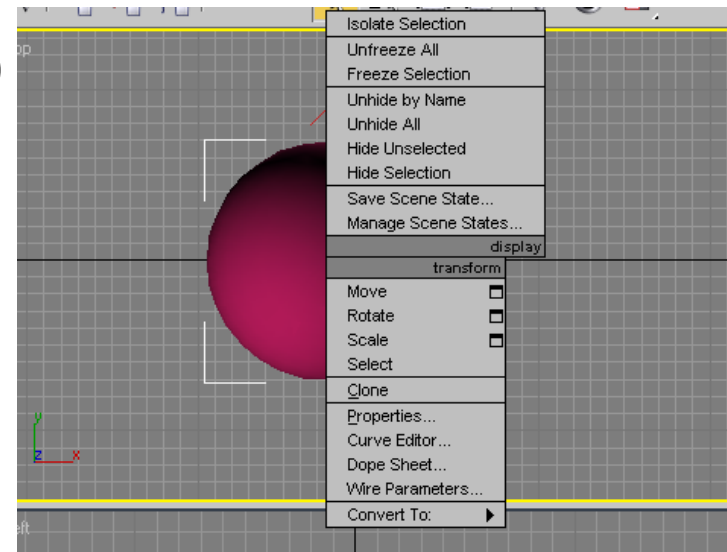 Isolate Selection
Unfreeze All
Freeze Selection
Unhide by Name
Unhide All
Hide Unselected
Hide Selection
Save Scene State...
Manage Scene States...
display
transform
Move
Rotate
Scale
Select
Clone
Properties...
Curve Editor...
Dope Sheet...
Wire Parameters...
Convert To:
y
z x